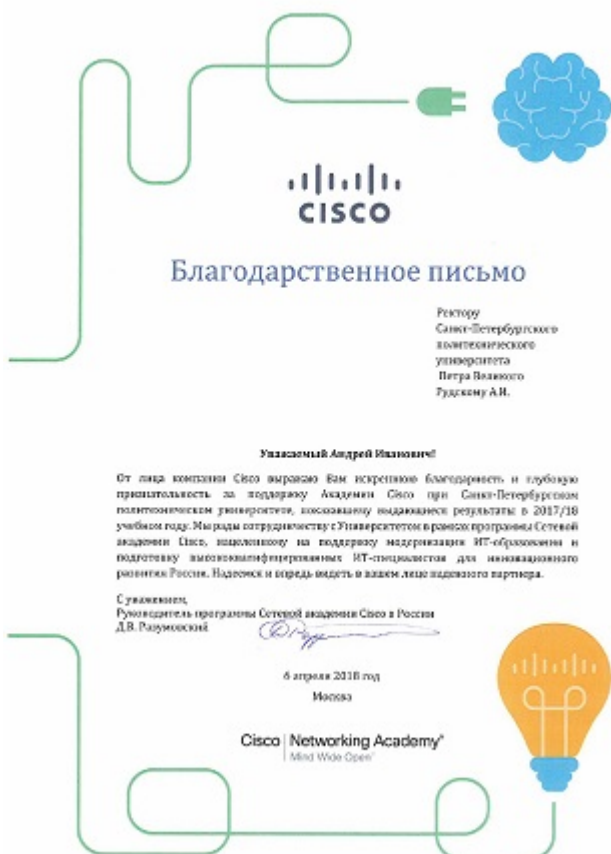 CISCO
Благодарственное письмо
Ректору
Санкт-Петербургского
политехнического
университета
Петра Великого
Рудскому А.И.
Уважаемый Андрей Иванович!
От лица компании Cisco выражаю Вам искреннюю благодарность и глубокую
признательность за поддержку Академии Cisco при Санкт-Петербургском
политехническом университете, показавшему выдающиеся результаты в 2017/18
учебном году. Мы рады сотрудничеству с Университетом в рамках программы Сетевой
академии Cisco, нацеленному на поддержку модернизации ИТ-образования и
подготовку высококвалифицированных ИТ-специалистов для инновационного
развития России. Надеемся и впредь видеть в вашем лице надежного партнера.
С уважением,
Руководитель программы Сетевой академии Cisco в России
Д.В. Разумовский
6 апреля 2018 год
Москва
Cisco Networking Academy®
Mind Wide Open™